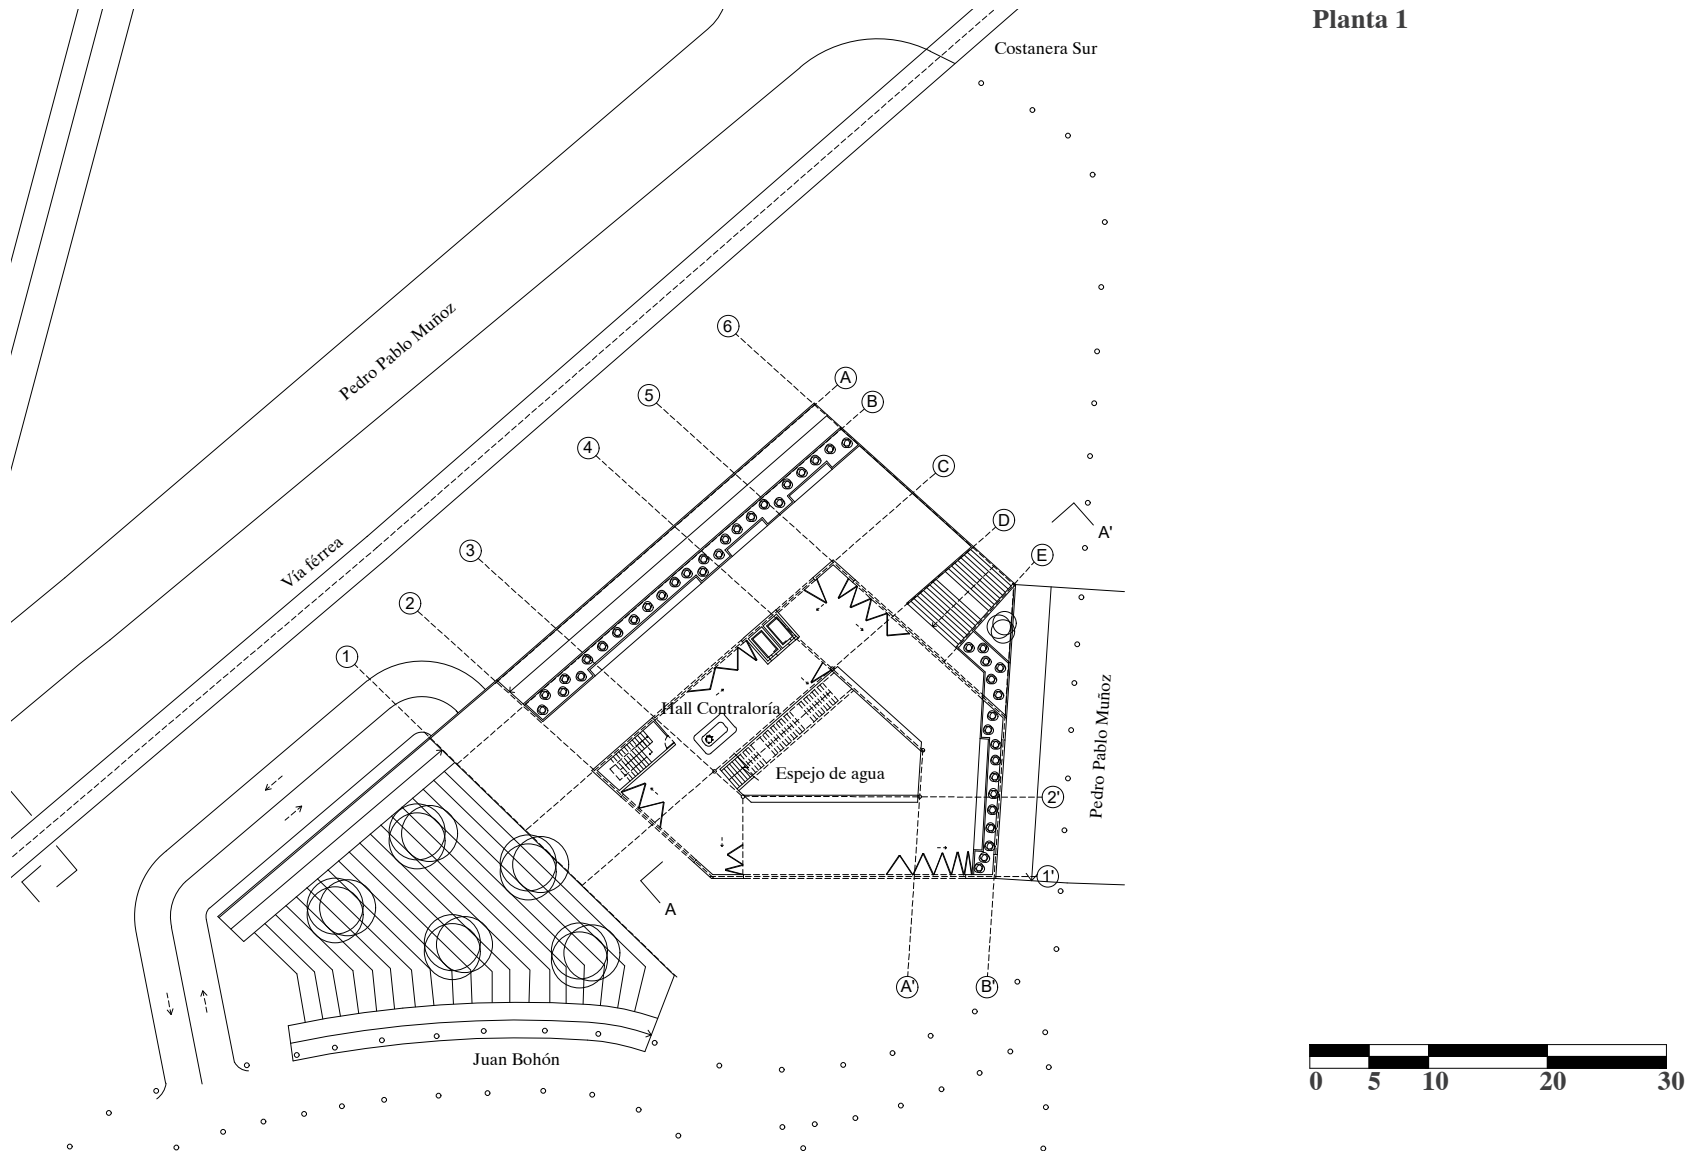 Planta 1
Costanera Sur
Pedro Pablo Muñoz
6
A
5
B
4
C
D
A'
3
E
Vía férrea
2
1
Hall Contraloría
Pedro Pablo Muñoz
Espejo de agua
2'
1'
A
A'
B'
Juan Bohón
0 5 10 20 30